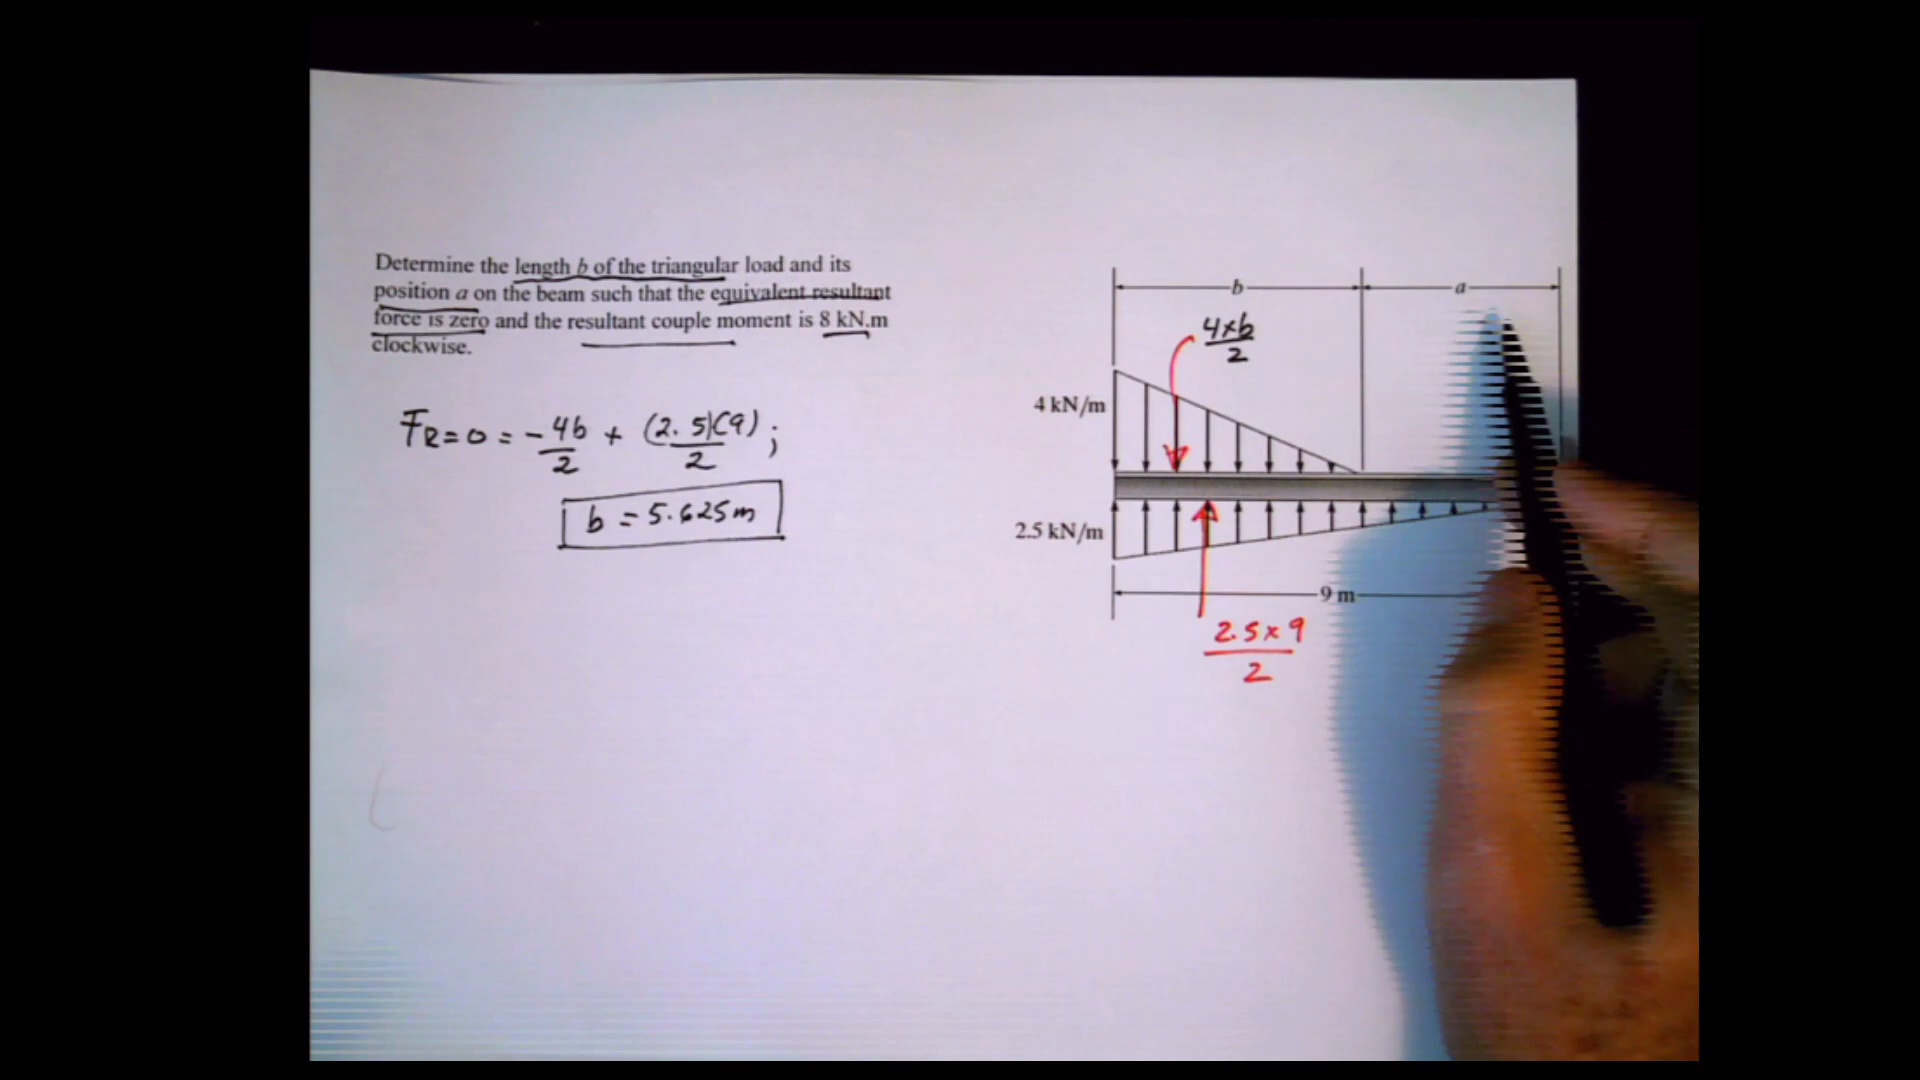 Determine the length b of the triangular load and its
position a on the beam such that the equivalent resultant
force is zero and the resultant couple moment is 8 kN.m
clockwise.
F_R = 0 = - 4b/2 + (2.5)(9)/2 ;
b = 5.625 m
b
a
4×b/2
4 kN/m
2.5 kN/m
9 m
2.5 × 9/2